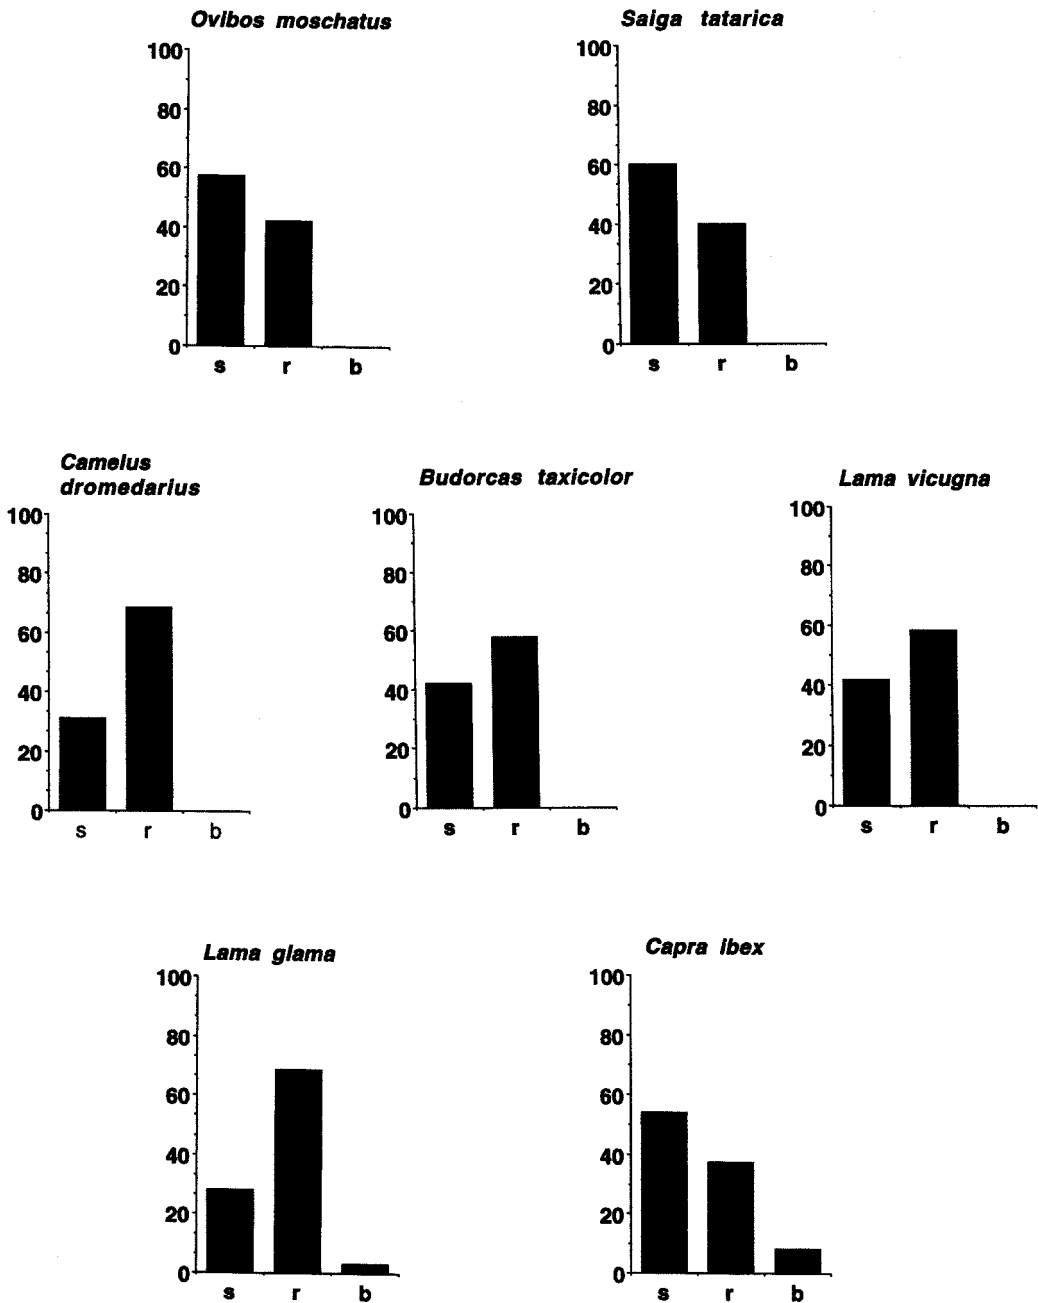 Ovibos moschatus
100
80
60
40
20
0
s r b
Saiga tatarica
100
80
60
40
20
0
s r b
Camelus
dromedarius
100
80
60
40
20
0
s r b
Budorcas taxicolor
100
80
60
40
20
0
s r b
Lama vicugna
100
80
60
40
20
0
s r b
Lama glama
100
80
60
40
20
0
s r b
Capra ibex
100
80
60
40
20
0
s r b